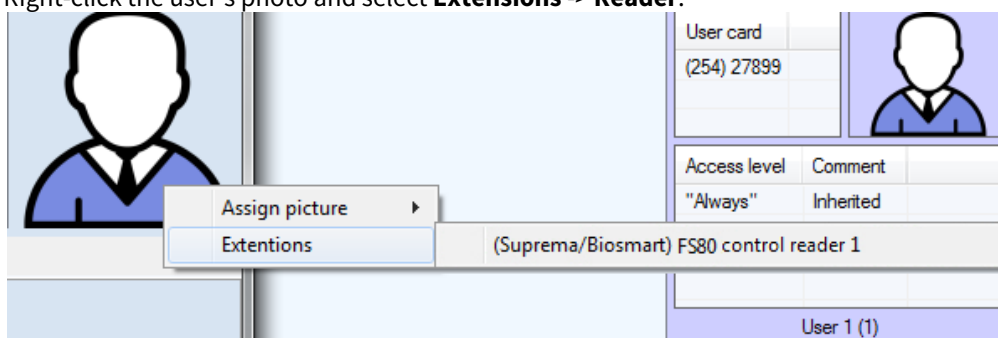 Right-click the user's photo and select Extensions -> Reader.
User card
(254) 27899
Access level Comment
"Always" Inherited
Assign picture
Extentions
(Suprema/Biosmart) FS80 control reader 1
User 1 (1)